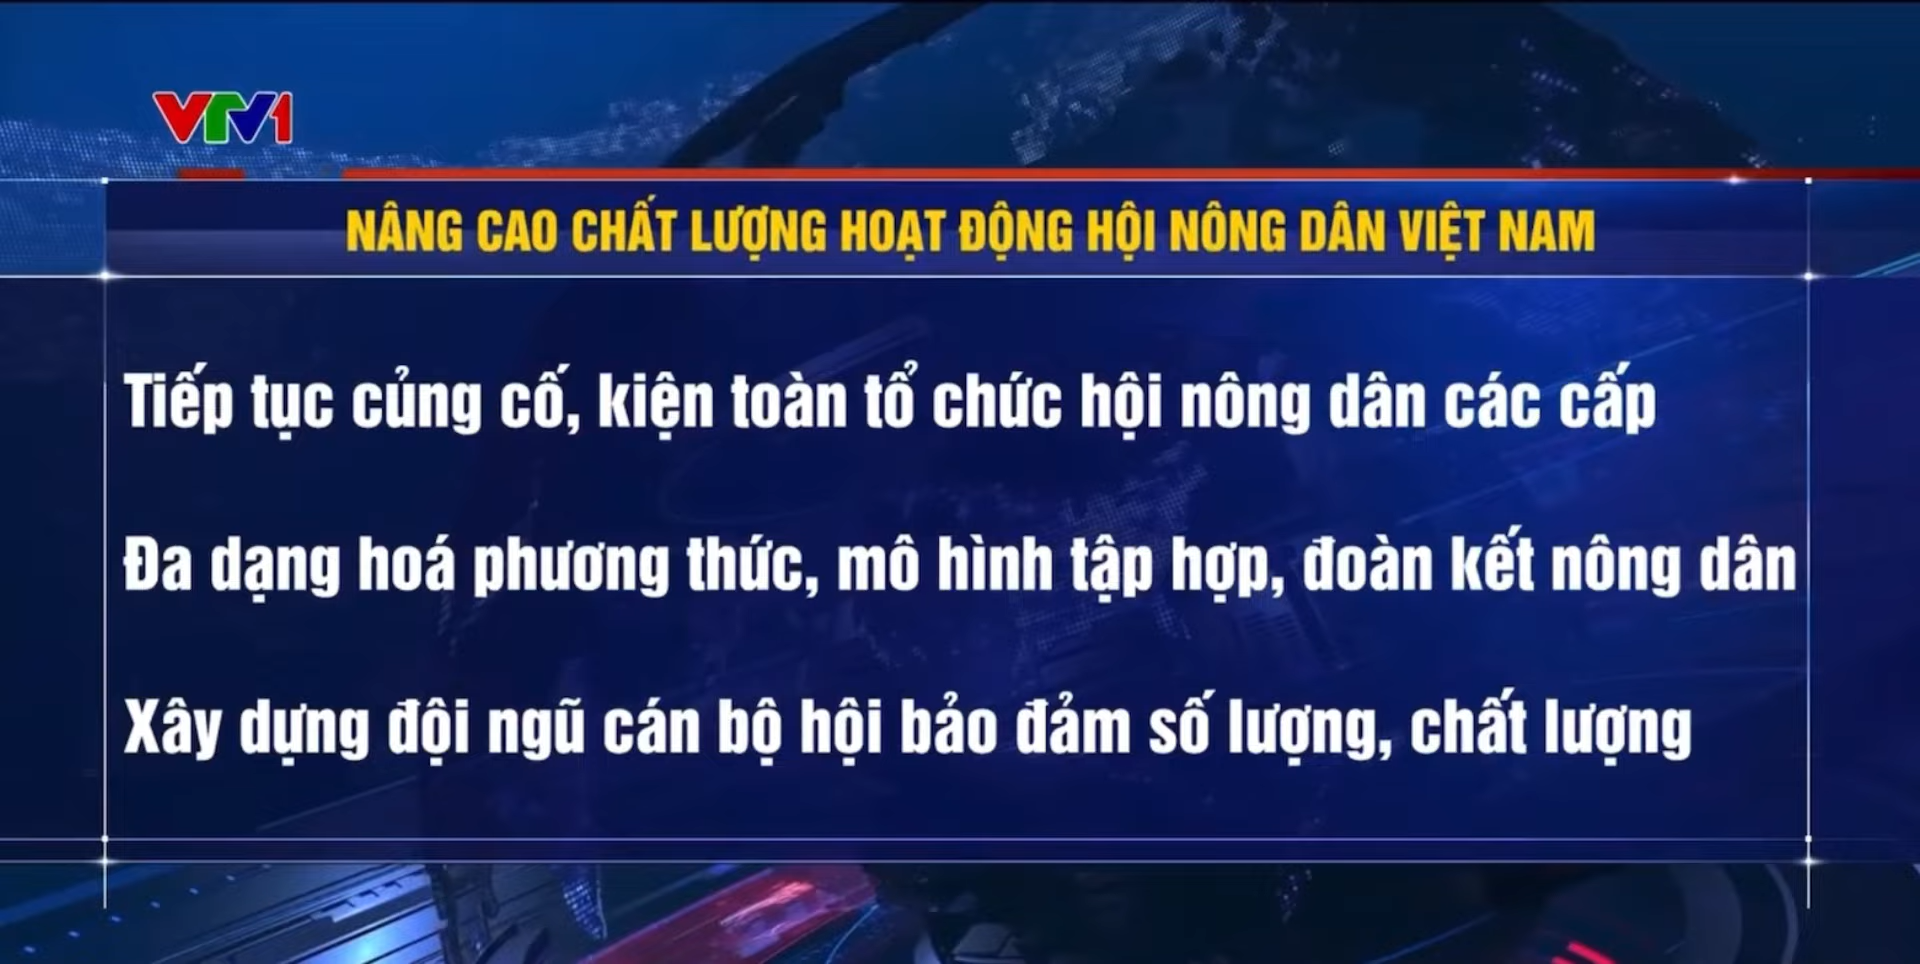 VTV1
NÂNG CAO CHẤT LƯỢNG HOẠT ĐỘNG HỘI NÔNG DÂN VIỆT NAM
Tiếp tục củng cố, kiện toàn tổ chức hội nông dân các cấp
Đa dạng hoá phương thức, mô hình tập hợp, đoàn kết nông dân
Xây dựng đội ngũ cán bộ hội bảo đảm số lượng, chất lượng